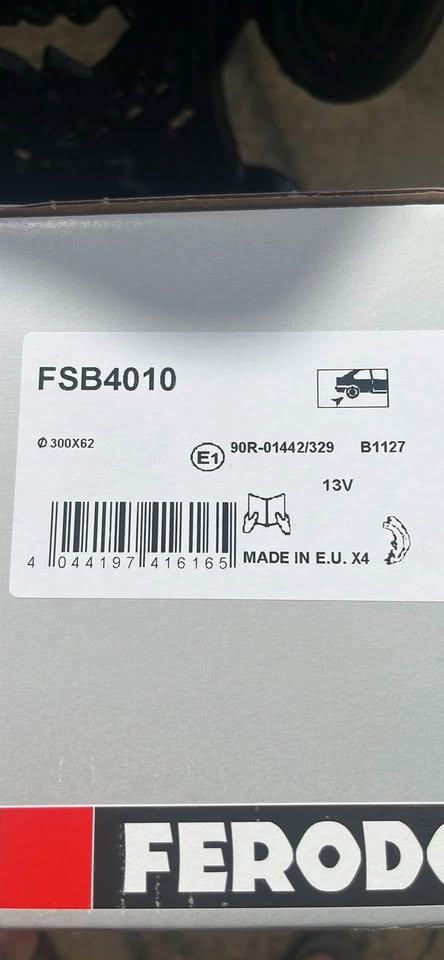 FSB4010
Ø 300X62
E1 90R-01442/329 B1127
13V
4 044197 416165
MADE IN E.U. X4
FERODO